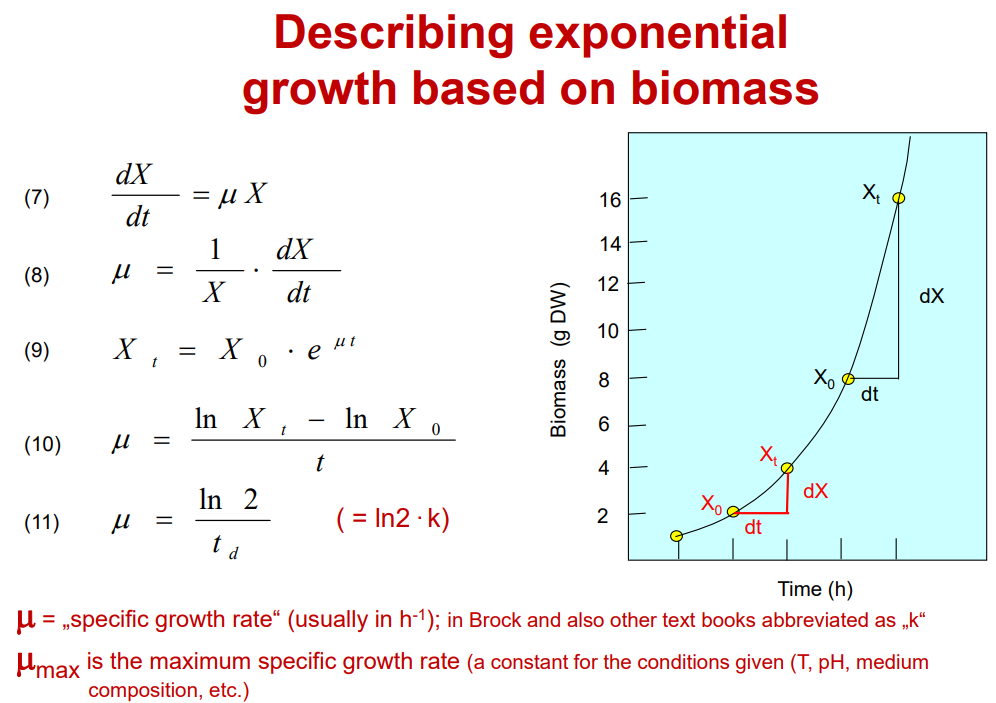 Describing exponential
growth based on biomass
(7) dX/dt = μ X
(8) μ = 1/X · dX/dt
(9) X_t = X_0 · e^{μ t}
(10) μ = (ln X_t − ln X_0)/t
(11) μ = ln 2/t_d ( = ln2 · k)
Biomass (g DW)
16
14
12
10
8
6
4
2
X_t
dX
X_0
dt
X_t
dX
X_0
dt
Time (h)
μ = „specific growth rate“ (usually in h⁻¹); in Brock and also other text books abbreviated as „k“
μ_max is the maximum specific growth rate (a constant for the conditions given (T, pH, medium
composition, etc.)